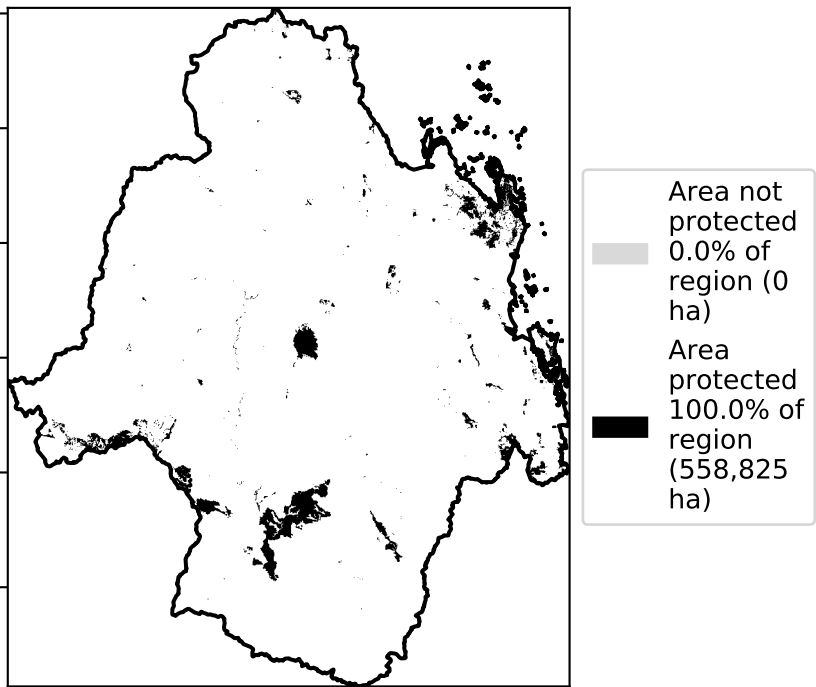 Area not
protected
0.0% of
region (0
ha)
Area
protected
100.0% of
region
(558,825
ha)